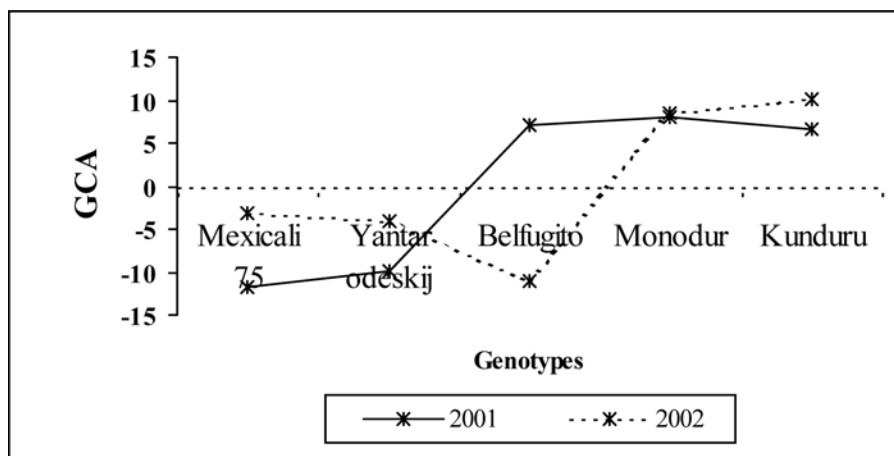 15
10
5
0
-5
-10
-15
GCA
Mexicali 75
Yantar odeskij
Belfugito
Monodur
Kunduru
Genotypes
2001
2002